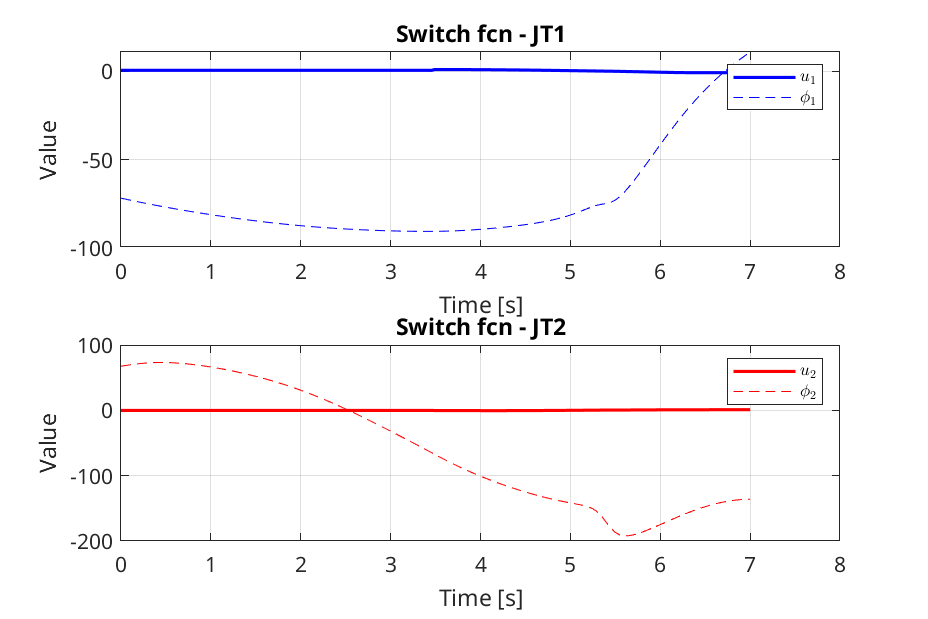 Switch fcn - JT1
Value
0
-50
-100
u₁
ϕ₁
0 1 2 3 4 5 6 7 8
Time [s]
Switch fcn - JT2
Value
100
0
-100
-200
u₂
ϕ₂
0 1 2 3 4 5 6 7 8
Time [s]